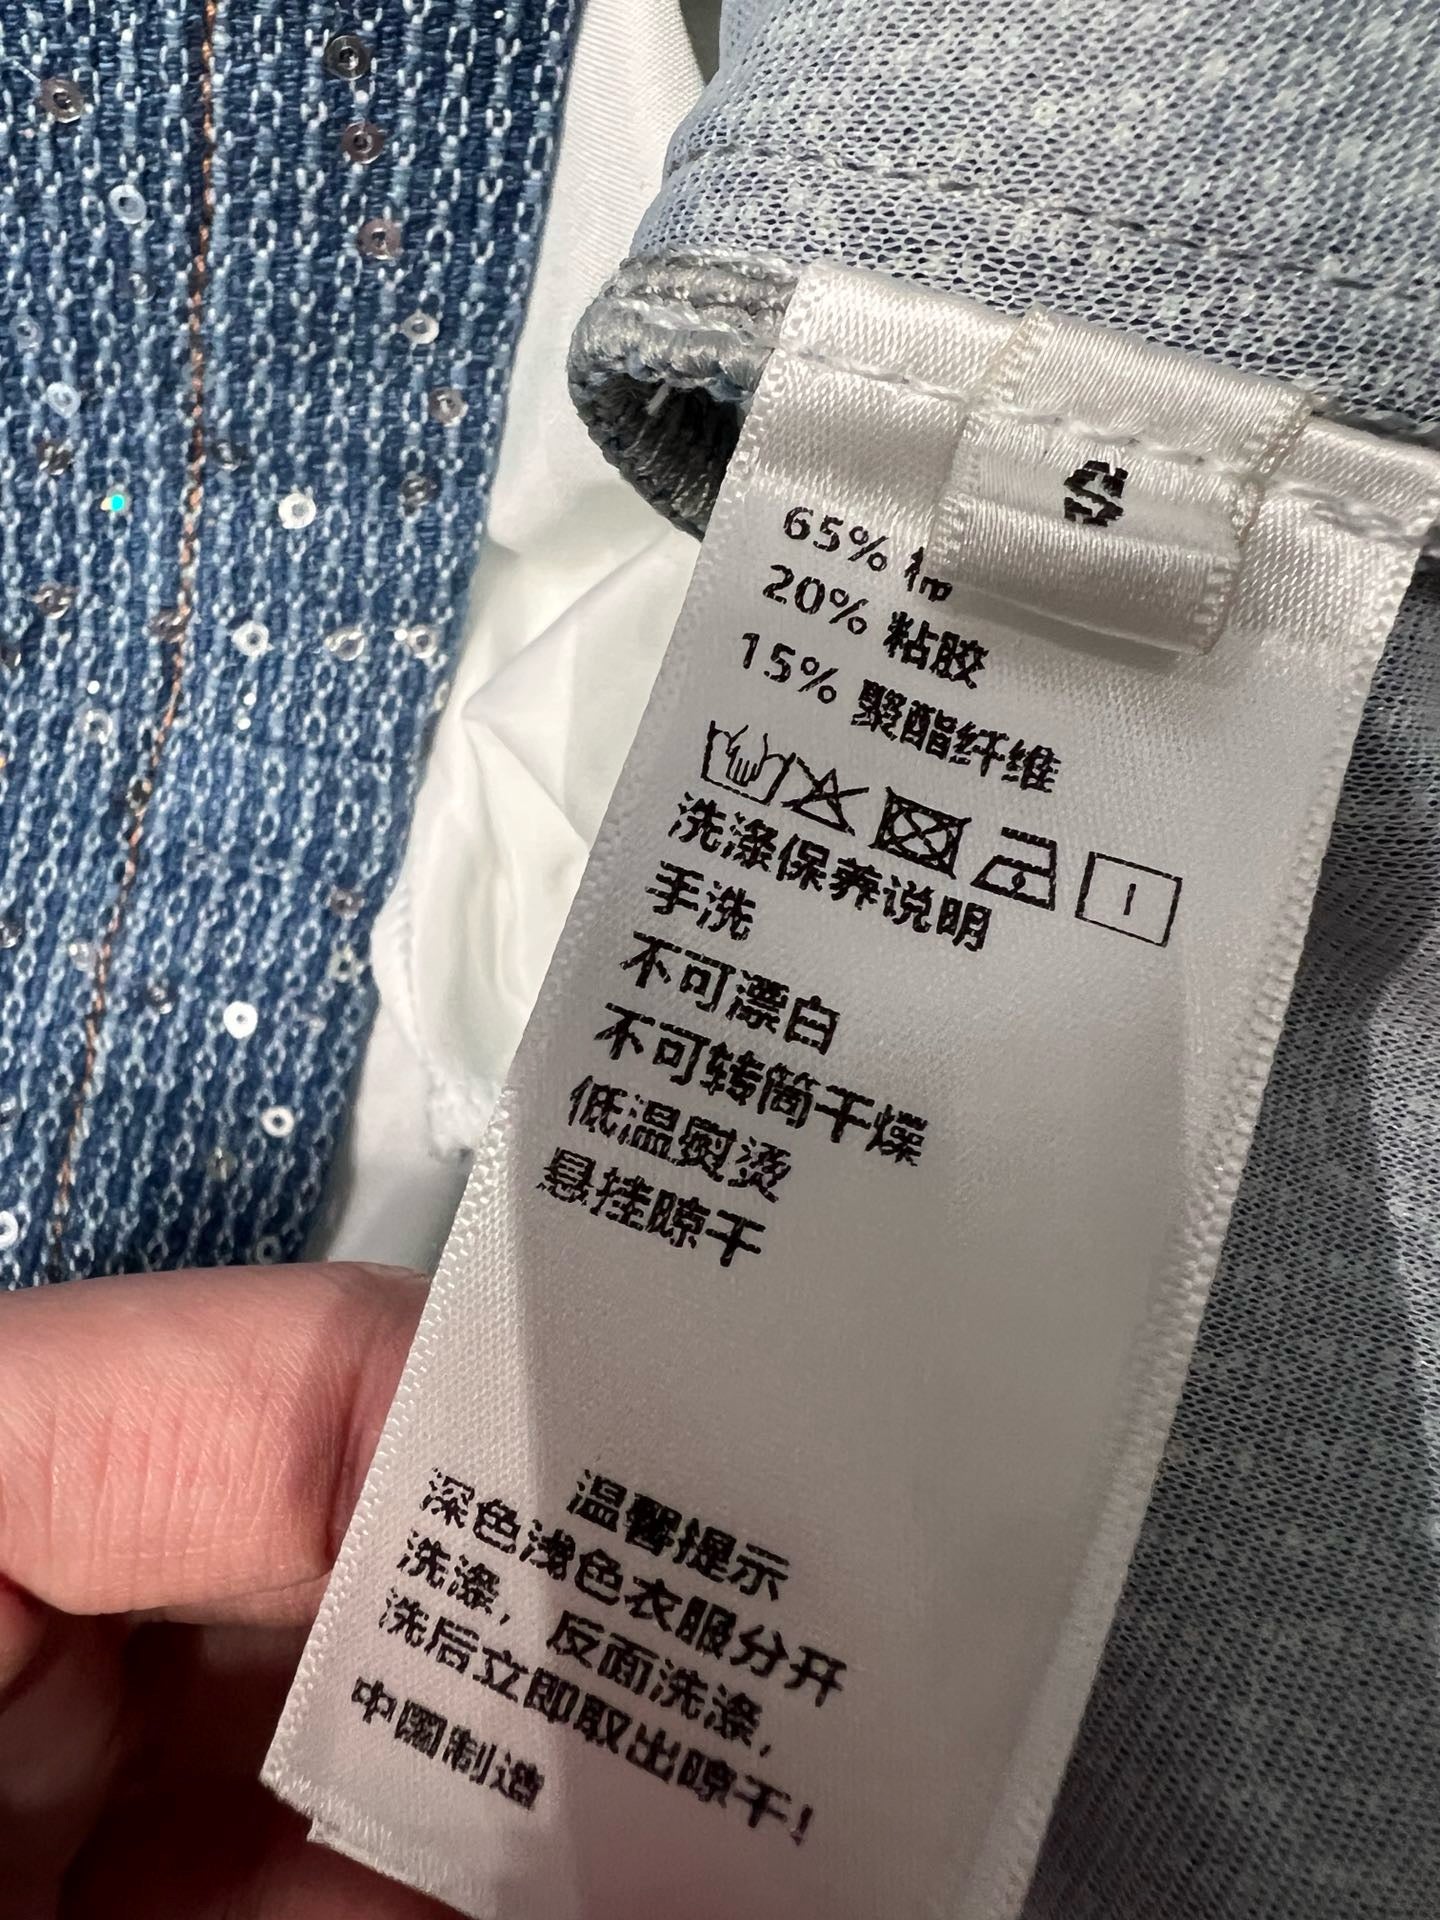 S
65% 棉
20% 粘胶
15% 聚酯纤维
洗涤保养说明
手洗
不可漂白
不可转筒干燥
低温熨烫
悬挂晾干
温馨提示
深色浅色衣服分开
洗涤，反面洗涤，
洗后立即取出晾干！
中國制造